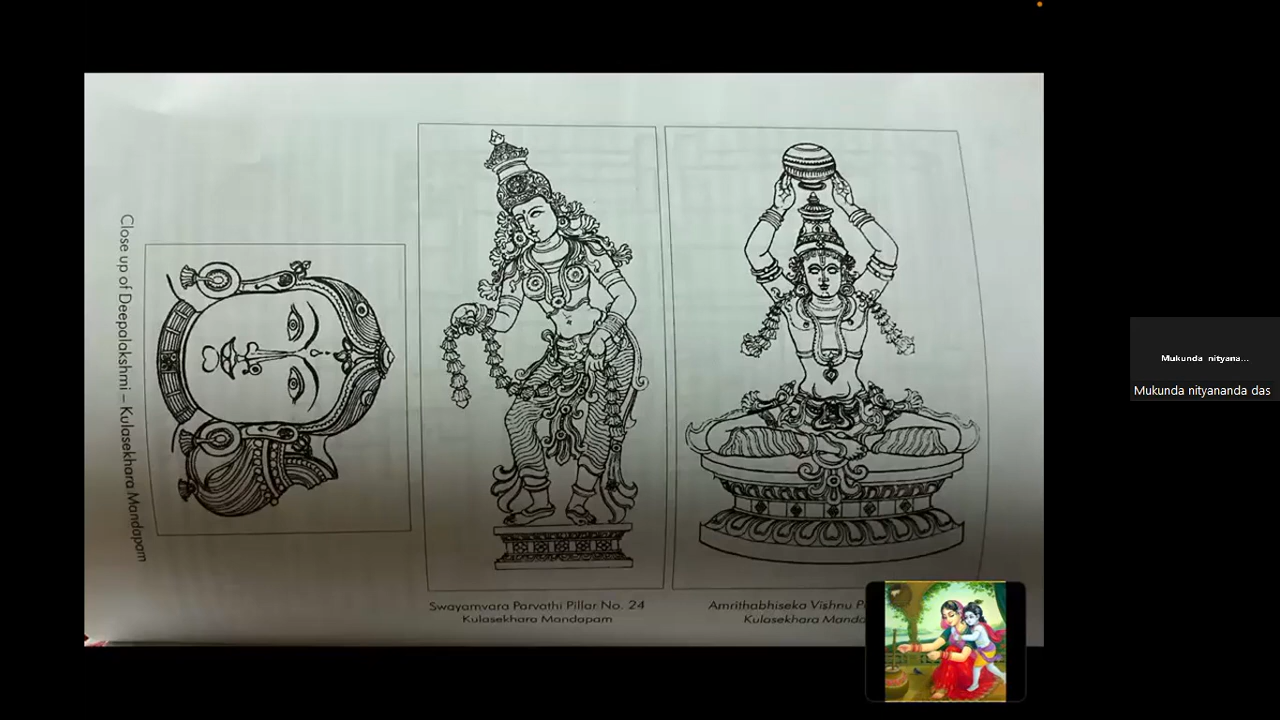 Close up of Deepalakshmi – Kulasekhara Mandapam
Swayamvara Parvathi Pillar No. 24
Kulasekhara Mandapam
Amrithabhiseka Vishnu
Kulasekhara
Mukunda nityana...
Mukunda nityananda das